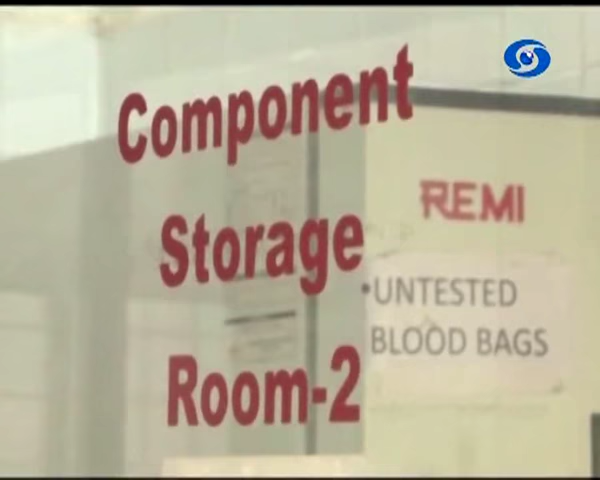 Component
Storage
Room-2
REMI
•UNTESTED
BLOOD BAGS